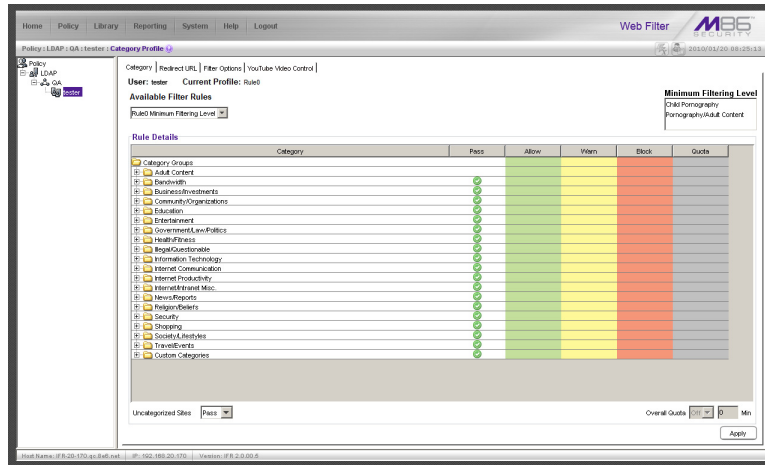 Home Policy Library Reporting System Help Logout
Web Filter
M86
SECURITY
Policy : LDAP : QA : tester : Category Profile
2010/01/20 08:25:13
Policy
LDAP
QA
tester
Category Redirect URL Filter Options YouTube Video Control
User: tester Current Profile: Rule0
Available Filter Rules
Rule0 Minimum Filtering Level
Minimum Filtering Level
Child Pornography
Pornography/Adult Content
Rule Details
Category Pass Allow Warn Block Quota
Category Groups
Adult Content
Bandwidth
Business/Investments
Community/Organizations
Education
Entertainment
Government/Law/Politics
Health/Fitness
Illegal/Questionable
Information Technology
Internet Communication
Internet Productivity
Internet/Intranet Misc.
News/Reports
Religion/Beliefs
Security
Shopping
Society/Lifestyles
Travel/Events
Custom Categories
Uncategorized Sites Pass
Overall Quota Off 0 Min
Apply
Host Name: IFR-20-170.qc.8e6.net IP: 192.168.20.170 Version: IFR 2.0.00.6